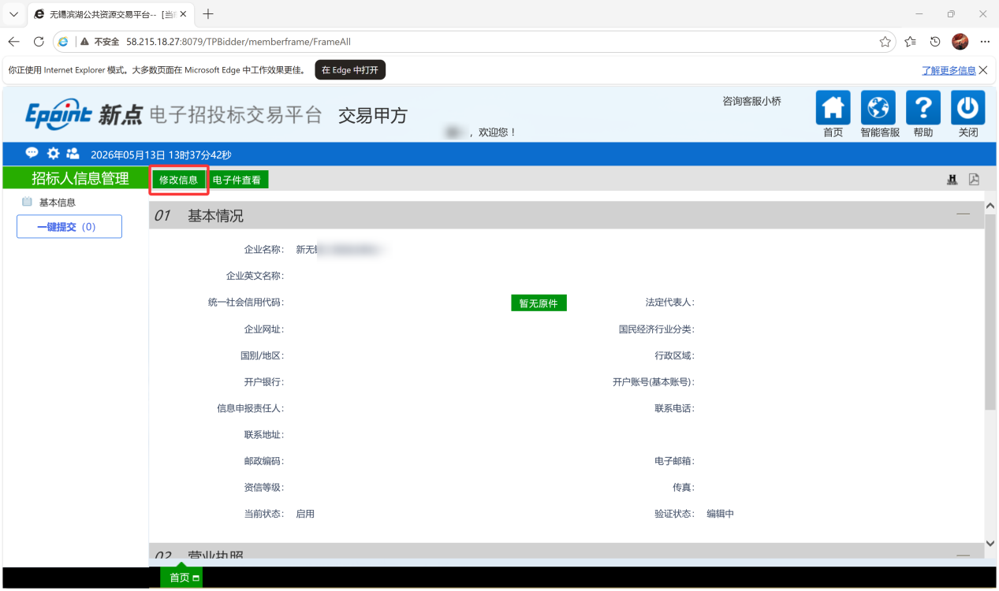 无锡滨湖公共资源交易平台-- [当
不安全 58.215.18.27:8079/TPBidder/memberframe/FrameAll
你正使用 Internet Explorer 模式。大多数页面在 Microsoft Edge 中工作效果更佳。 在 Edge 中打开 了解更多信息
Epoint 新点 电子招投标交易平台 交易甲方
咨询客服小桥
，欢迎您！
首页 智能客服 帮助 关闭
2026年05月13日 13时37分42秒
招标人信息管理 修改信息 电子件查看
基本信息
一键提交（0）
01 基本情况
企业名称： 新无
企业英文名称：
统一社会信用代码： 暂无原件 法定代表人：
企业网址： 国民经济行业分类：
国别/地区： 行政区域：
开户银行： 开户账号(基本账号)：
信息申报责任人： 联系电话：
联系地址：
邮政编码： 电子邮箱：
资信等级： 传真：
当前状态： 启用 验证状态： 编辑中
02 营业执照
首页